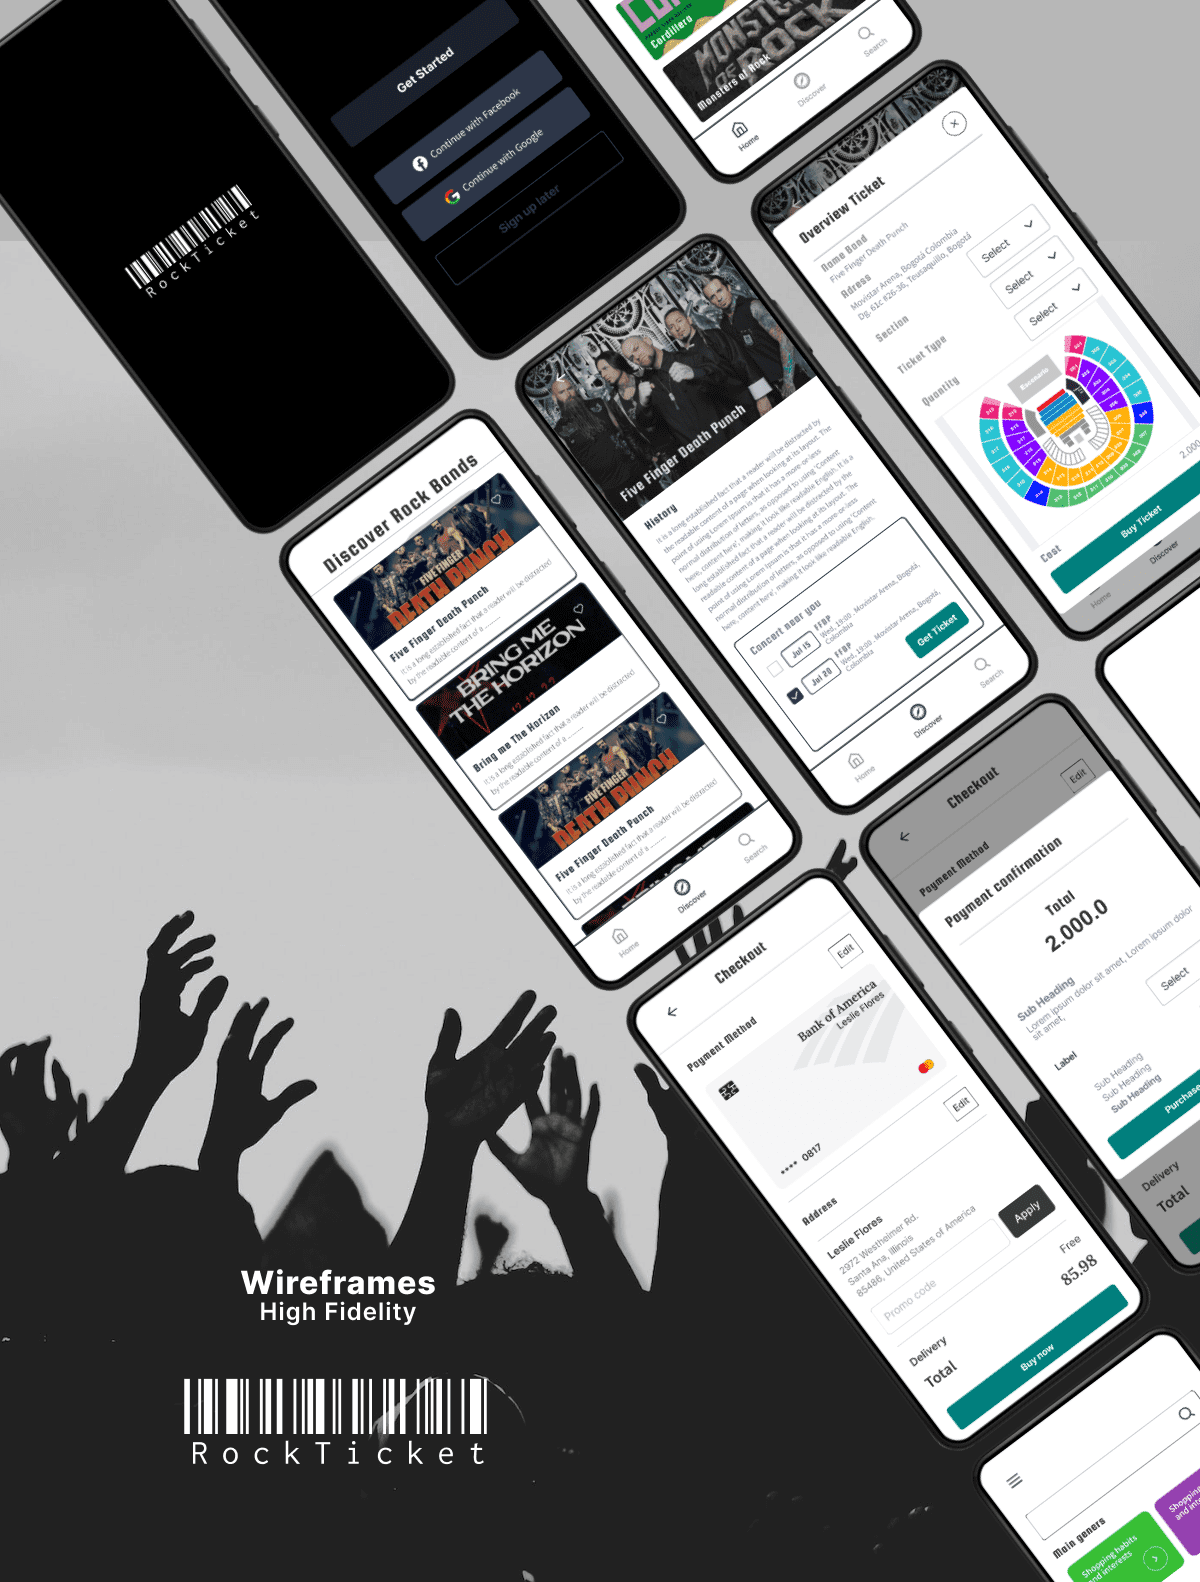 RockTicket
Get Started
Continue with Facebook
Continue with Google
Sign up later
Cordillero
MONSTERS
OF ROCK
Monsters of Rock
Home
Discover
Search
Overview Ticket
Name Band
Five Finger Death Punch
Adress
Movistar Arena, Bogotá.Colombia
Dg. 61c #26-36, Teusaquillo, Bogotá
Section
Select
Ticket Type
Select
Quantity
Select
Escenario
Cost
2.000
Buy Ticket
Home
Discover
Five Finger Death Punch
History
It is a long established fact that a reader will be distracted by
the readable content of a page when looking at its layout. The
point of using Lorem Ipsum is that it has a more-or-less
normal distribution of letters, as opposed to using 'Content
here, content here', making it look like readable English. It is a
long established fact that a reader will be distracted by the
readable content of a page when looking at its layout. The
point of using Lorem Ipsum is that it has a more-or-less
normal distribution of letters, as opposed to using 'Content
here, content here', making it look like readable English.
Concert near you
Jul 15
FFDP
Wed, 19:00 . Movistar Arena, Bogotá,
Colombia
Jul 20
FFDP
Wed, 19:00 . Movistar Arena, Bogotá,
Colombia
Get Ticket
Home
Discover
Search
Discover Rock Bands
FIVE FINGER
DEATH PUNCH
Five Finger Death Punch
It is a long established fact that a reader will be distracted
by the readable content of a .........
BRING ME
THE HORIZON
Bring me The Horizon
It is a long established fact that a reader will be distracted
by the readable content of a .........
FIVE FINGER
DEATH PUNCH
Five Finger Death Punch
It is a long established fact that a reader will be distracted
by the readable content of a .........
Home
Discover
Search
Checkout
Edit
Payment Method
Payment confirmation
Total
2.000.0
Sub Heading
Lorem ipsum dolor sit amet, Lorem ipsum dolor
sit amet,
Select
Label
Sub Heading
Sub Heading
Sub Heading
Purchase
Delivery
Total
Checkout
Payment Method
Edit
Bank of America
Leslie Flores
•••• 0817
Address
Edit
Leslie Flores
2972 Westheimer Rd.
Santa Ana, Illinois
85486, United States of America
Promo code
Apply
Delivery
Free
Total
85.98
Buy now
Main geners
Shopping habits
and interests
Wireframes
High Fidelity
RockTicket